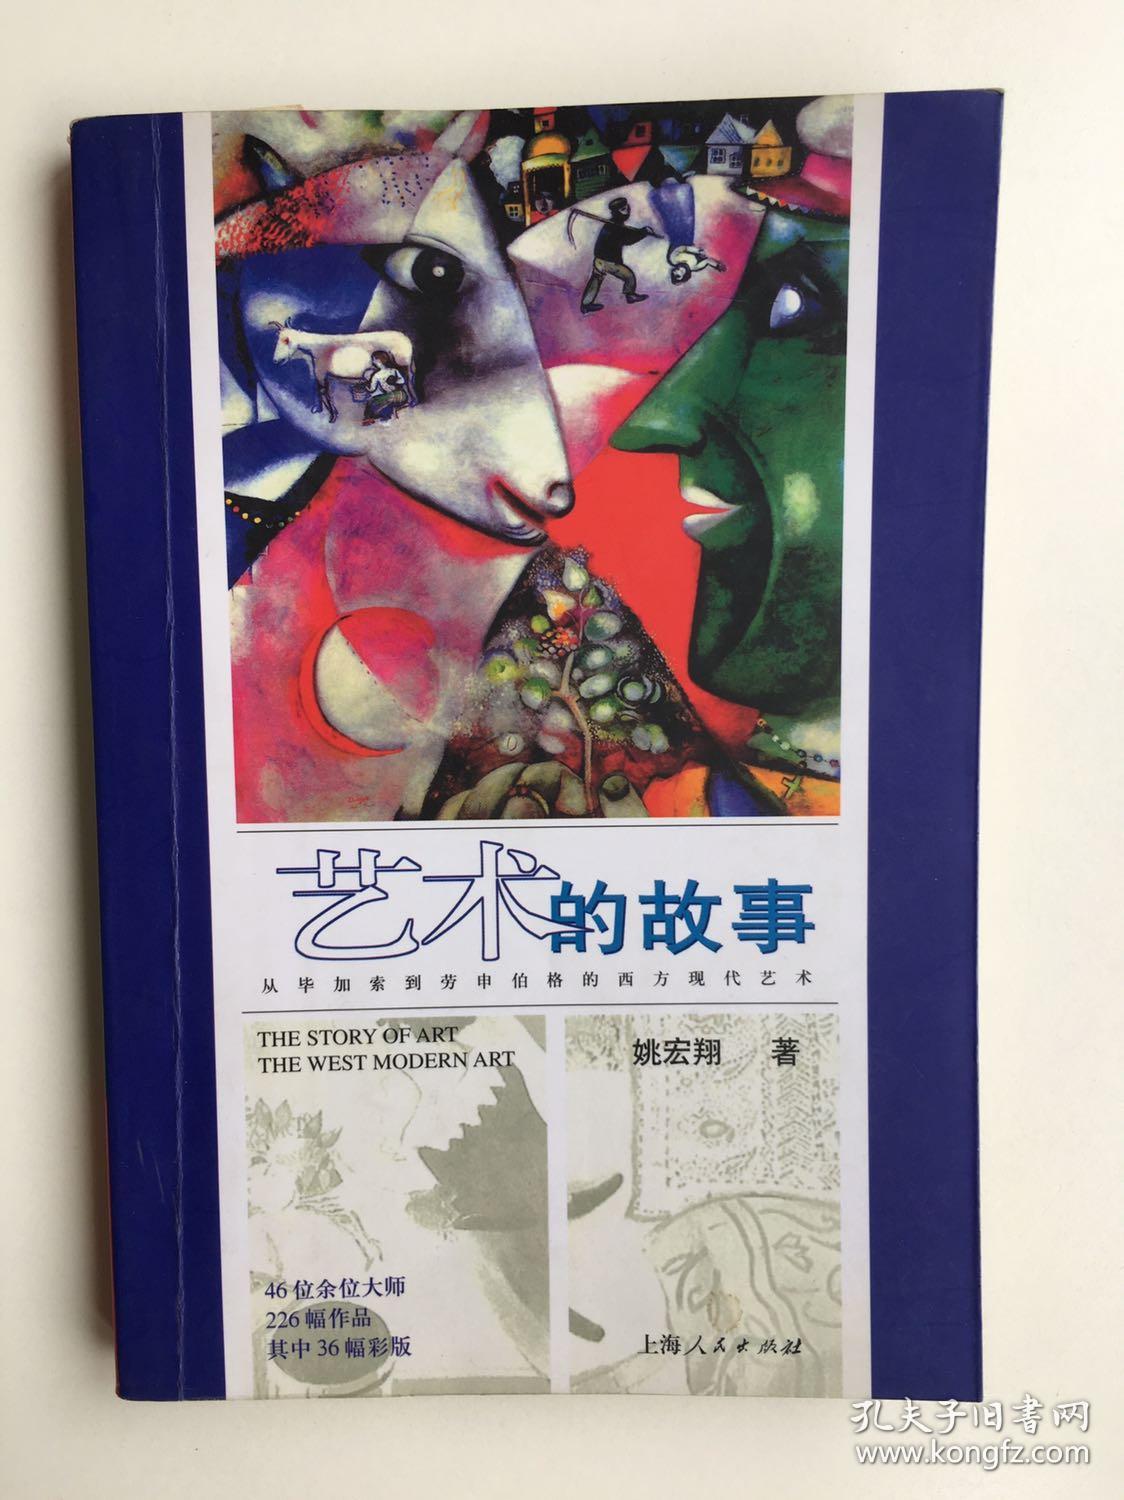 艺术的故事
从毕加索到劳申伯格的西方现代艺术
THE STORY OF ART
THE WEST MODERN ART
姚宏翔 著
46位余位大师
226幅作品
其中36幅彩版
上海人民出版社
孔夫子旧书网
www.kongfz.com